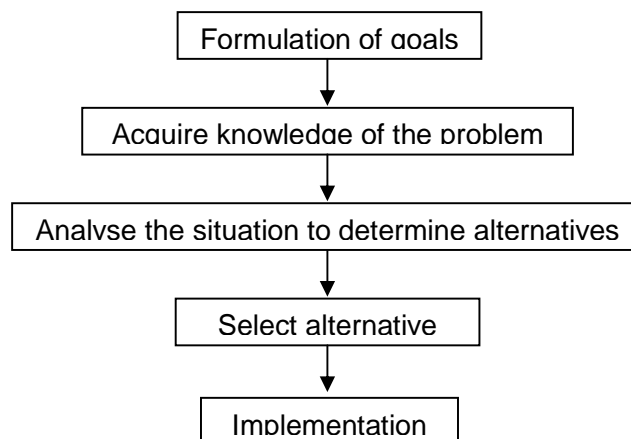 Formulation of goals
Acquire knowledge of the problem
Analyse the situation to determine alternatives
Select alternative
Implementation